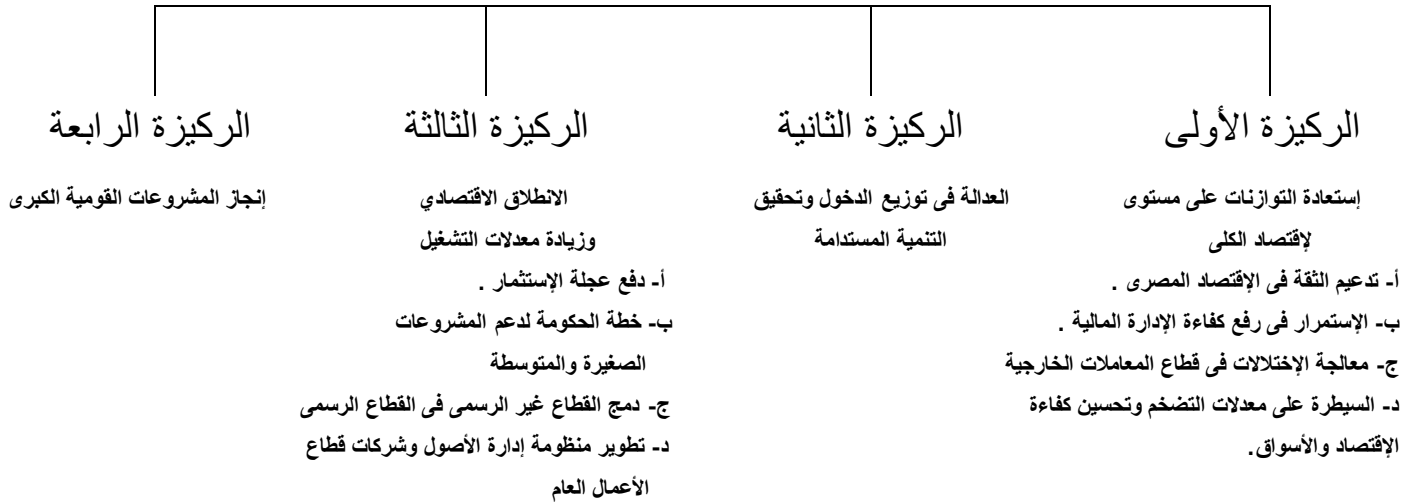 الركيزة الأولى
إستعادة التوازنات على مستوى
لإقتصاد الكلى
أ- تدعيم الثقة فى الإقتصاد المصرى .
ب- الإستمرار فى رفع كفاءة الإدارة المالية .
ج- معالجة الإختلالات فى قطاع المعاملات الخارجية
د- السيطرة على معدلات التضخم وتحسين كفاءة
الإقتصاد والأسواق.
الركيزة الثانية
العدالة فى توزيع الدخول وتحقيق
التنمية المستدامة
الركيزة الثالثة
الانطلاق الاقتصادي
وزيادة معدلات التشغيل
أ- دفع عجلة الإستثمار .
ب- خطة الحكومة لدعم المشروعات
الصغيرة والمتوسطة
ج- دمج القطاع غير الرسمى فى القطاع الرسمى
د- تطوير منظومة إدارة الأصول وشركات قطاع
الأعمال العام
الركيزة الرابعة
إنجاز المشروعات القومية الكبرى